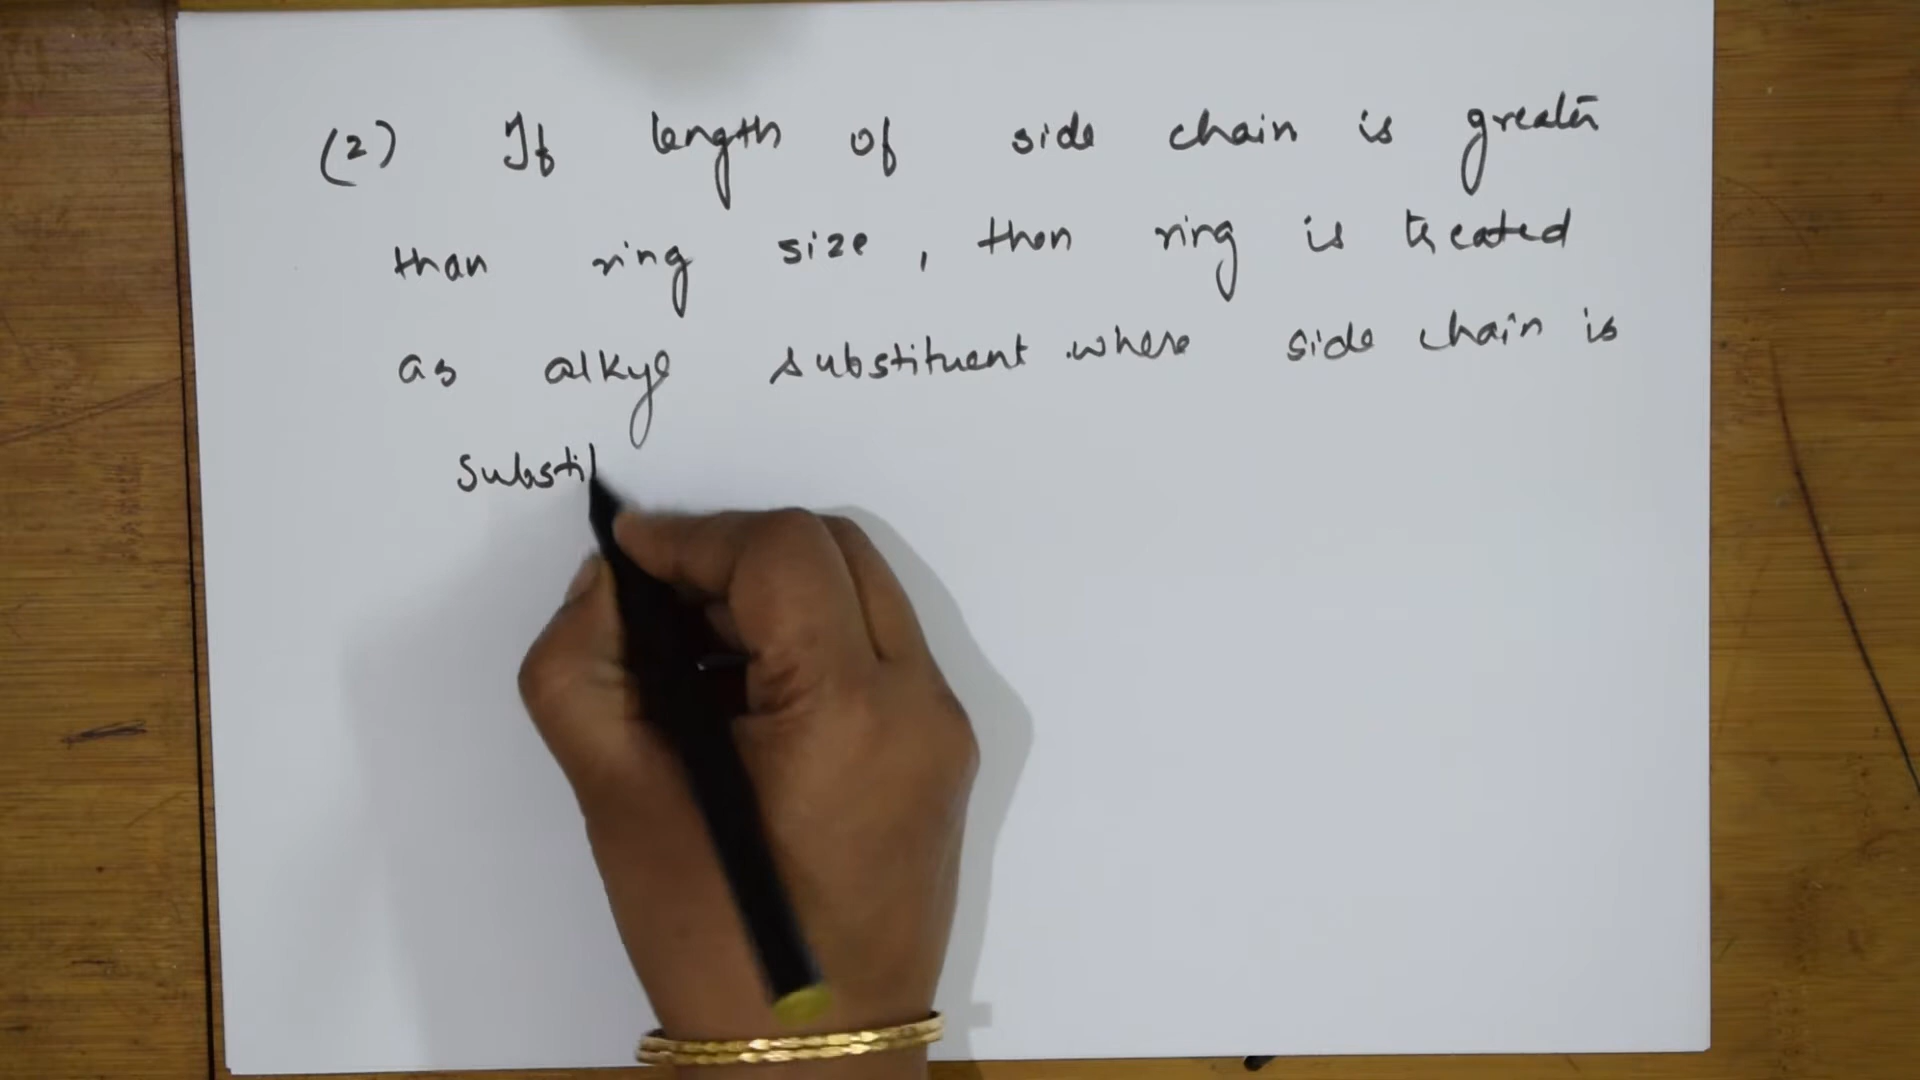 (2) If length of side chain is greater
than ring size, then ring is treated
as alkyl substituent where side chain is
Substit